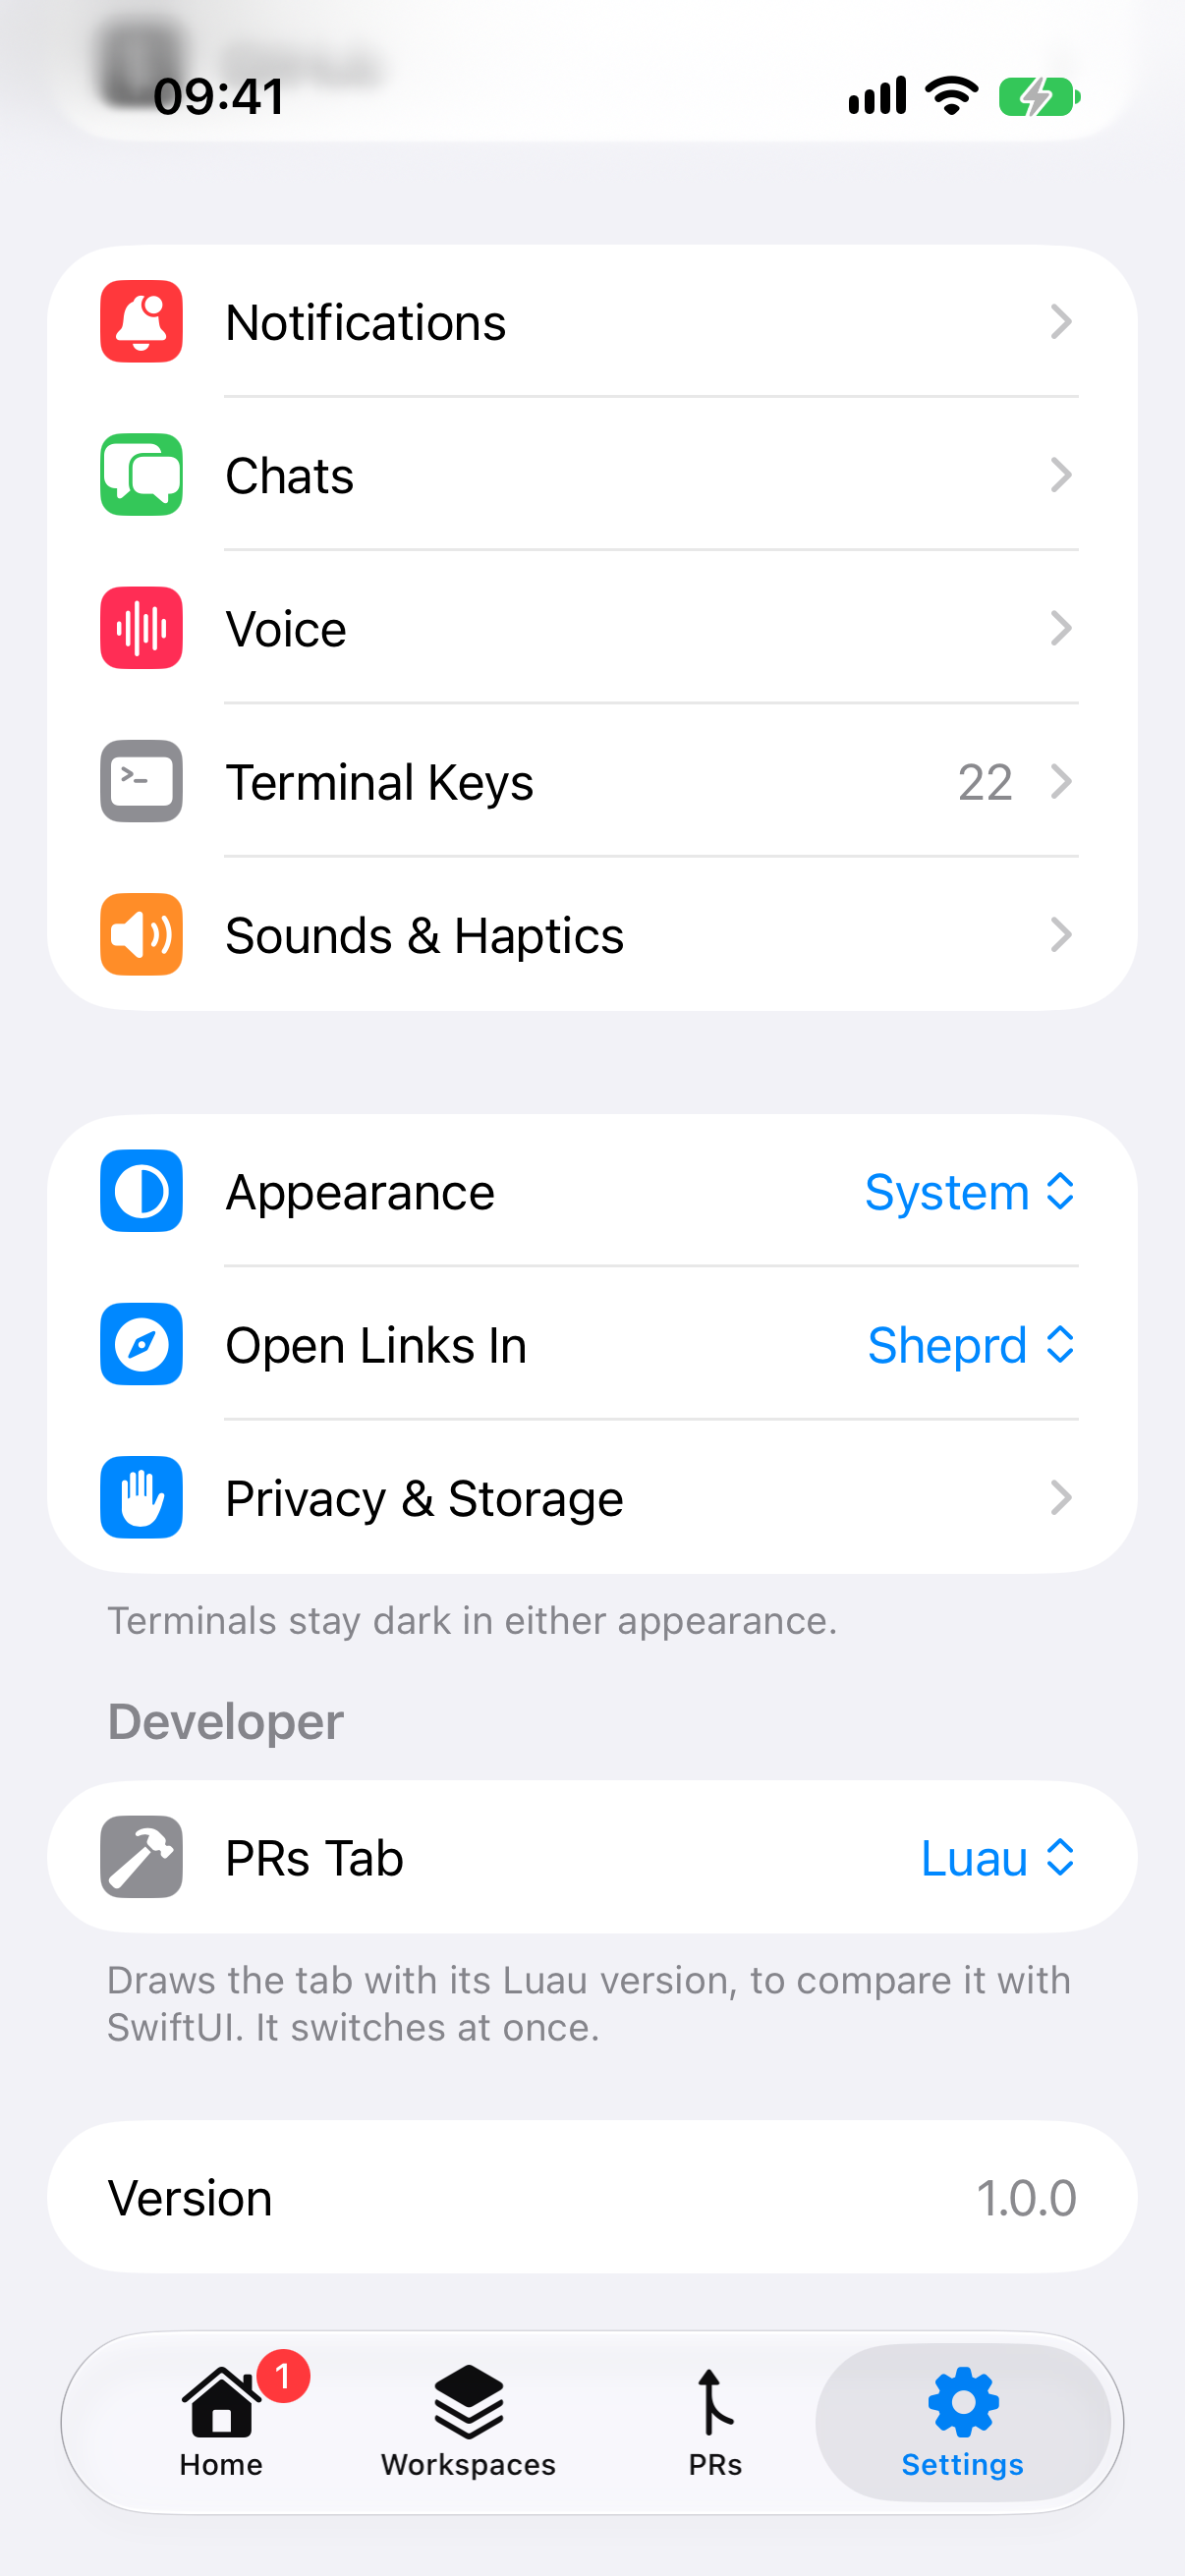 09:41
Notifications
Chats
Voice
Terminal Keys 22
Sounds & Haptics
Appearance System
Open Links In Sheprd
Privacy & Storage
Terminals stay dark in either appearance.
Developer
PRs Tab Luau
Draws the tab with its Luau version, to compare it with
SwiftUI. It switches at once.
Version 1.0.0
1
Home Workspaces PRs Settings